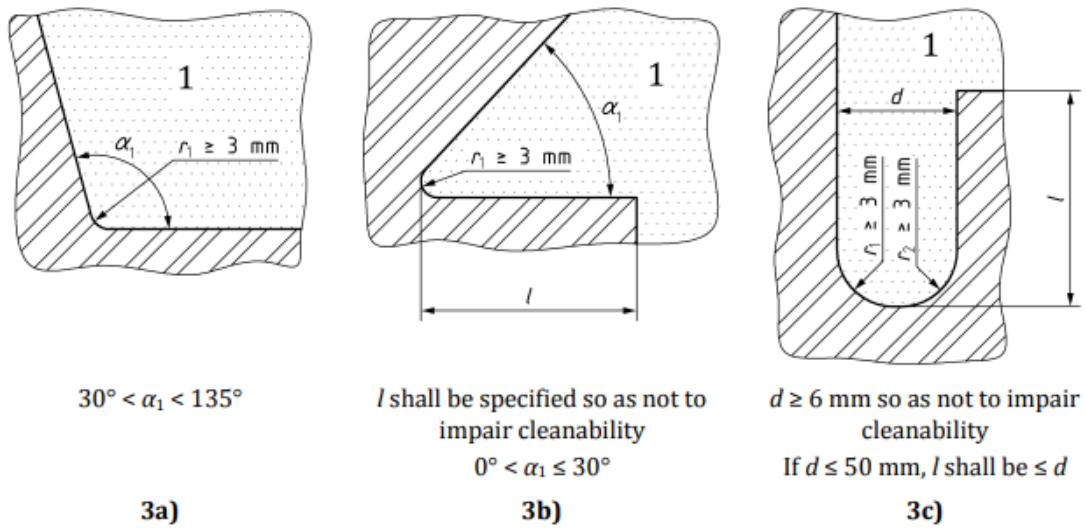 1
α₁
r₁ ≥ 3 mm
30° < α₁ < 135°
3a)
1
α₁
r₁ ≥ 3 mm
l
l shall be specified so as not to
impair cleanability
0° < α₁ ≤ 30°
3b)
1
d
r₁ ≥ 3 mm
r₂ ≥ 3 mm
l
d ≥ 6 mm so as not to impair
cleanability
If d ≤ 50 mm, l shall be ≤ d
3c)